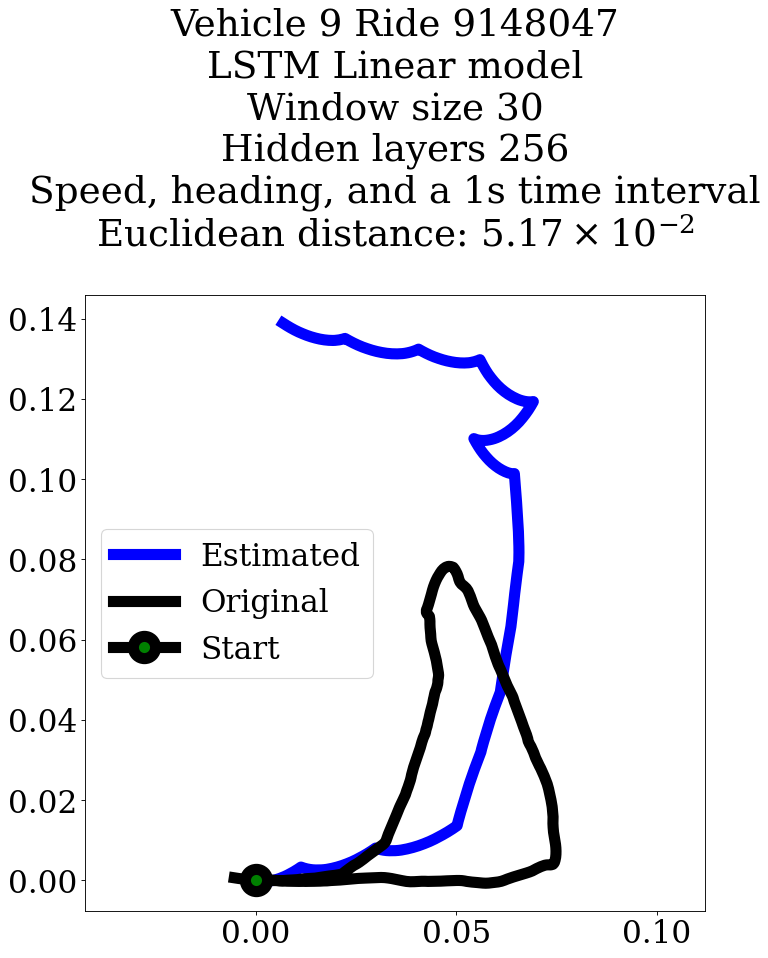 Vehicle 9 Ride 9148047
LSTM Linear model
Window size 30
Hidden layers 256
Speed, heading, and a 1s time interval
Euclidean distance: 5.17 × 10⁻²
0.14
0.12
0.10
0.08
0.06
0.04
0.02
0.00
Estimated
Original
Start
0.00 0.05 0.10